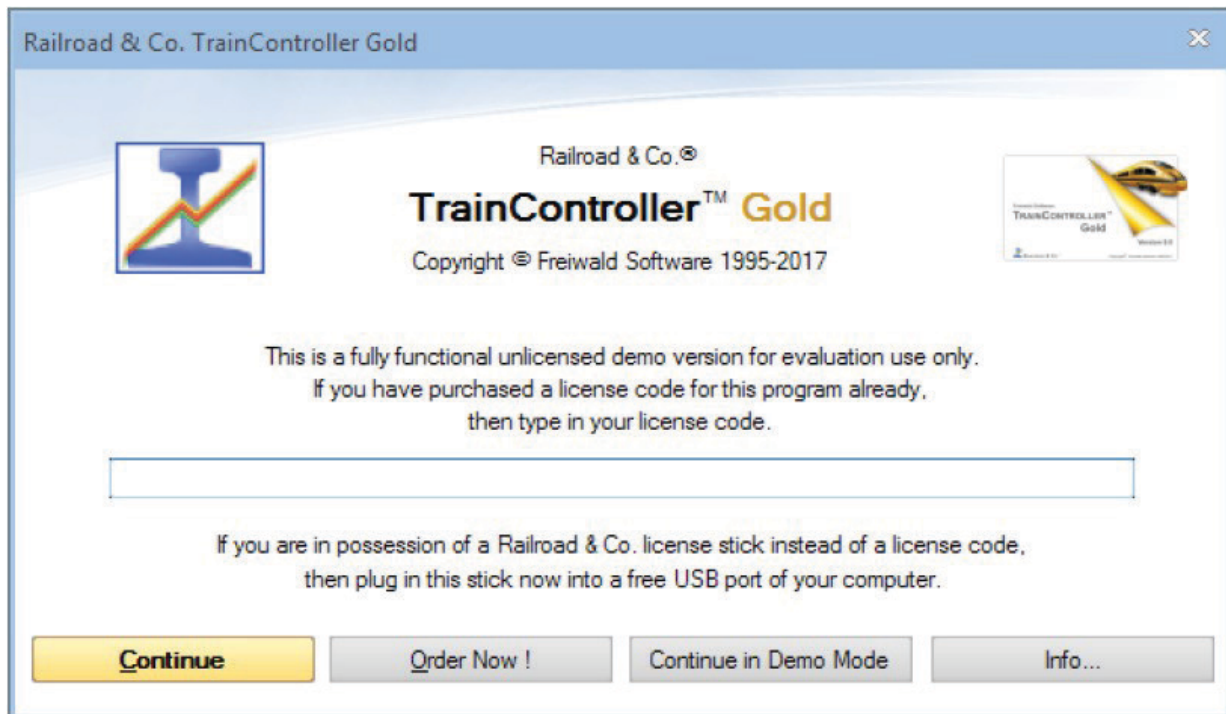 Railroad & Co. TrainController Gold
Railroad & Co.®
TrainController™ Gold
Copyright © Freiwald Software 1995-2017
TRAINCONTROLLER™
Gold
This is a fully functional unlicensed demo version for evaluation use only.
If you have purchased a license code for this program already,
then type in your license code.
If you are in possession of a Railroad & Co. license stick instead of a license code,
then plug in this stick now into a free USB port of your computer.
Continue
Order Now !
Continue in Demo Mode
Info...